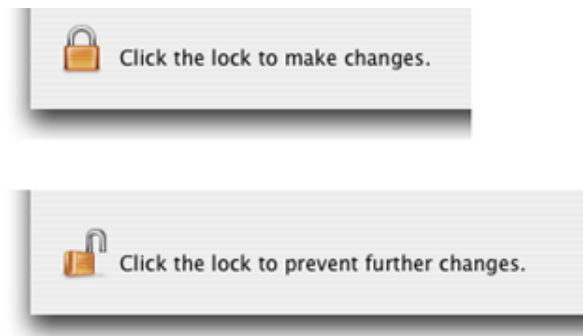 Click the lock to make changes.
Click the lock to prevent further changes.